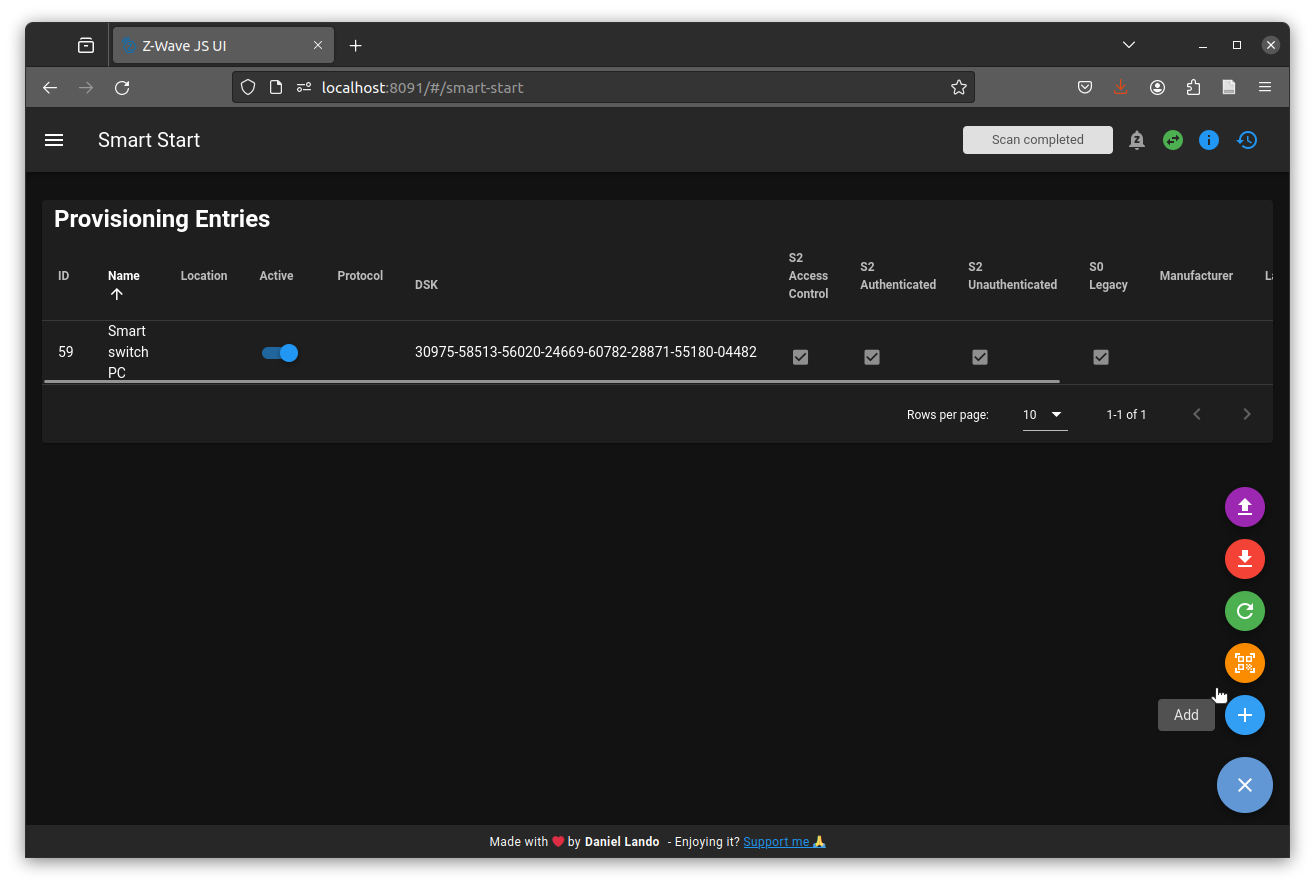 Z-Wave JS UI
localhost:8091/#/smart-start
Smart Start
Scan completed
Provisioning Entries
ID
Name
Location
Active
Protocol
DSK
S2
Access
Control
S2
Authenticated
S2
Unauthenticated
S0
Legacy
Manufacturer
La
59
Smart
switch
PC
30975-58513-56020-24669-60782-28871-55180-04482
Rows per page:
10
1-1 of 1
Add
Made with ❤️ by Daniel Lando - Enjoying it? Support me 🙏